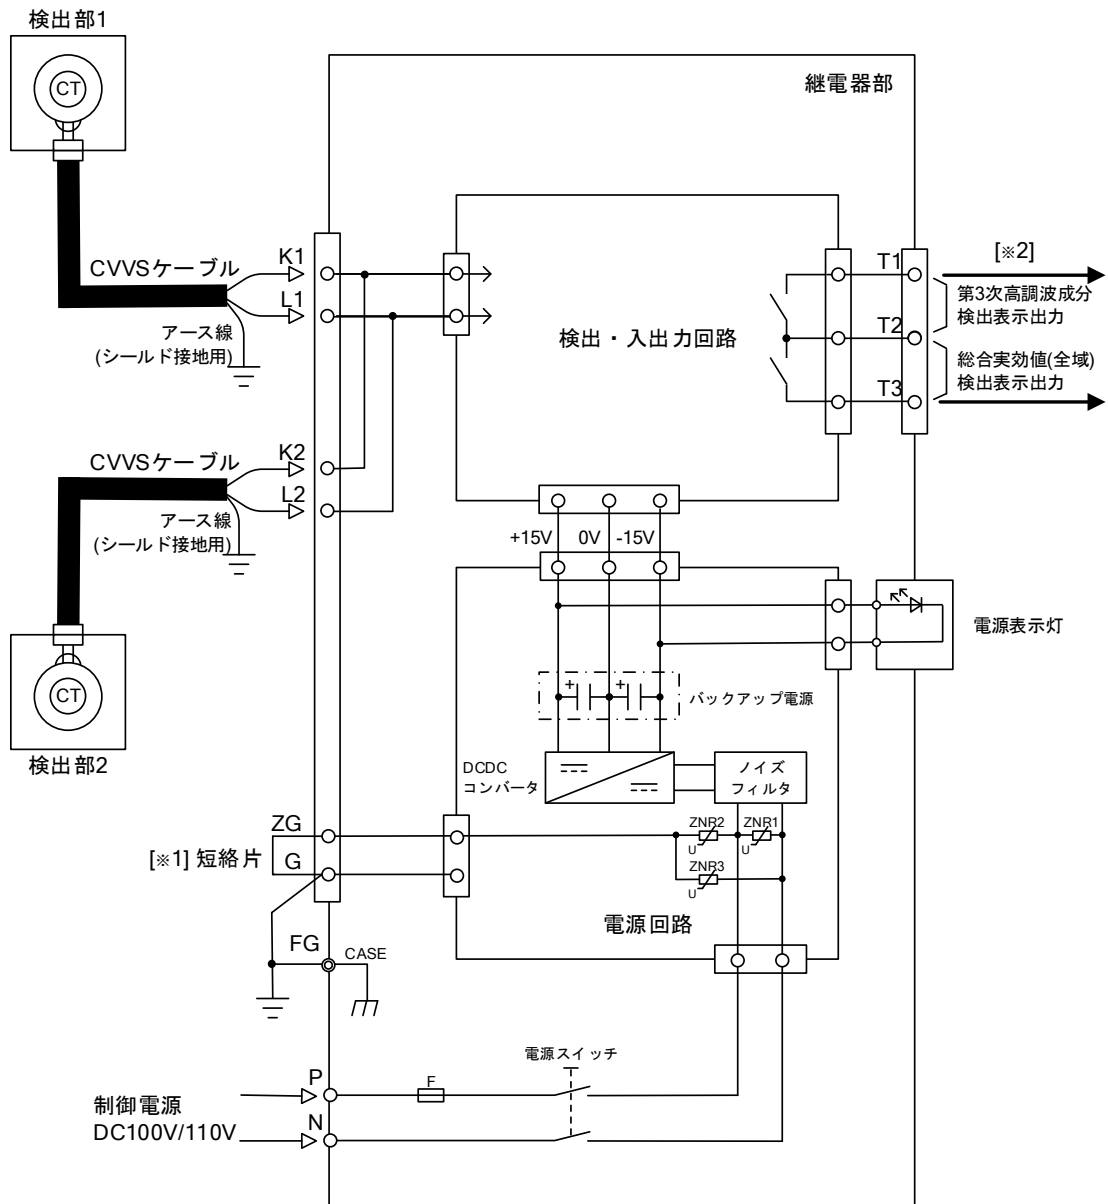 検出部1
CT
継電器部
CVVSケーブル
K1
L1
アース線
(シールド接地用)
検出・入出力回路
T1
T2
T3
[※2]
第3次高調波成分
検出表示出力
総合実効値(全域)
検出表示出力
CVVSケーブル
K2
L2
アース線
(シールド接地用)
+15V
0V
-15V
電源表示灯
CT
検出部2
+
+
バックアップ電源
DCDC
コンバータ
ノイズ
フィルタ
ZG
G
[※1] 短絡片
ZNR2
U
ZNR1
U
ZNR3
U
電源回路
FG
CASE
電源スイッチ
制御電源
DC100V/110V
P
N
F